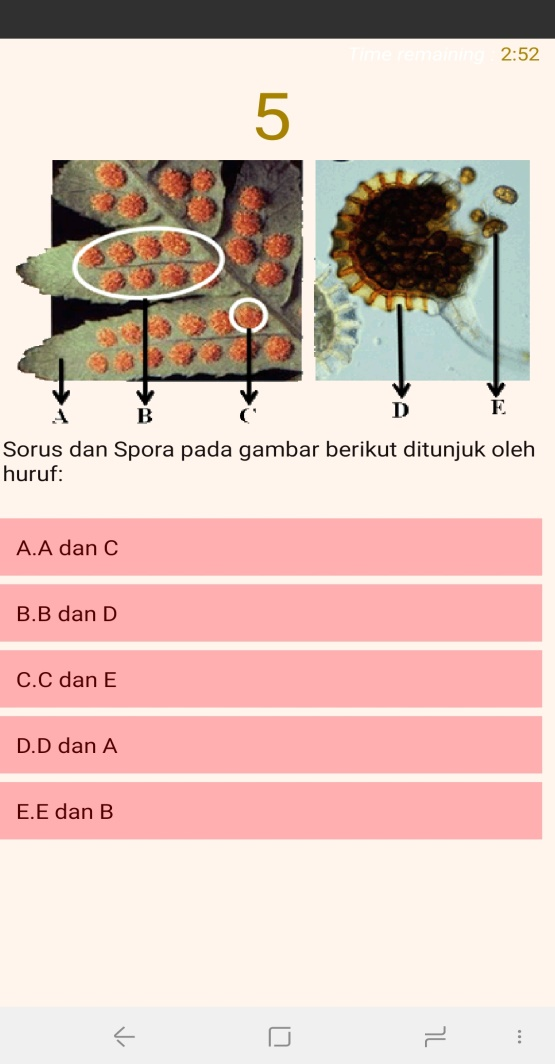 Time remaining 2:52
5
A B C D E
Sorus dan Spora pada gambar berikut ditunjuk oleh
huruf:
A.A dan C
B.B dan D
C.C dan E
D.D dan A
E.E dan B